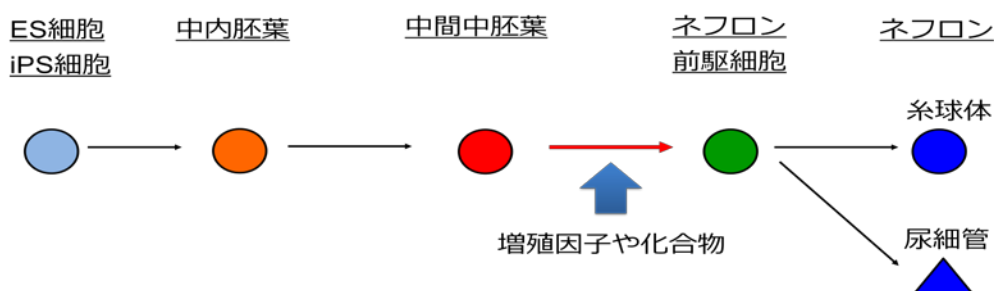 ES細胞
iPS細胞
中内胚葉
中間中胚葉
ネフロン
前駆細胞
ネフロン
糸球体
増殖因子や化合物
尿細管